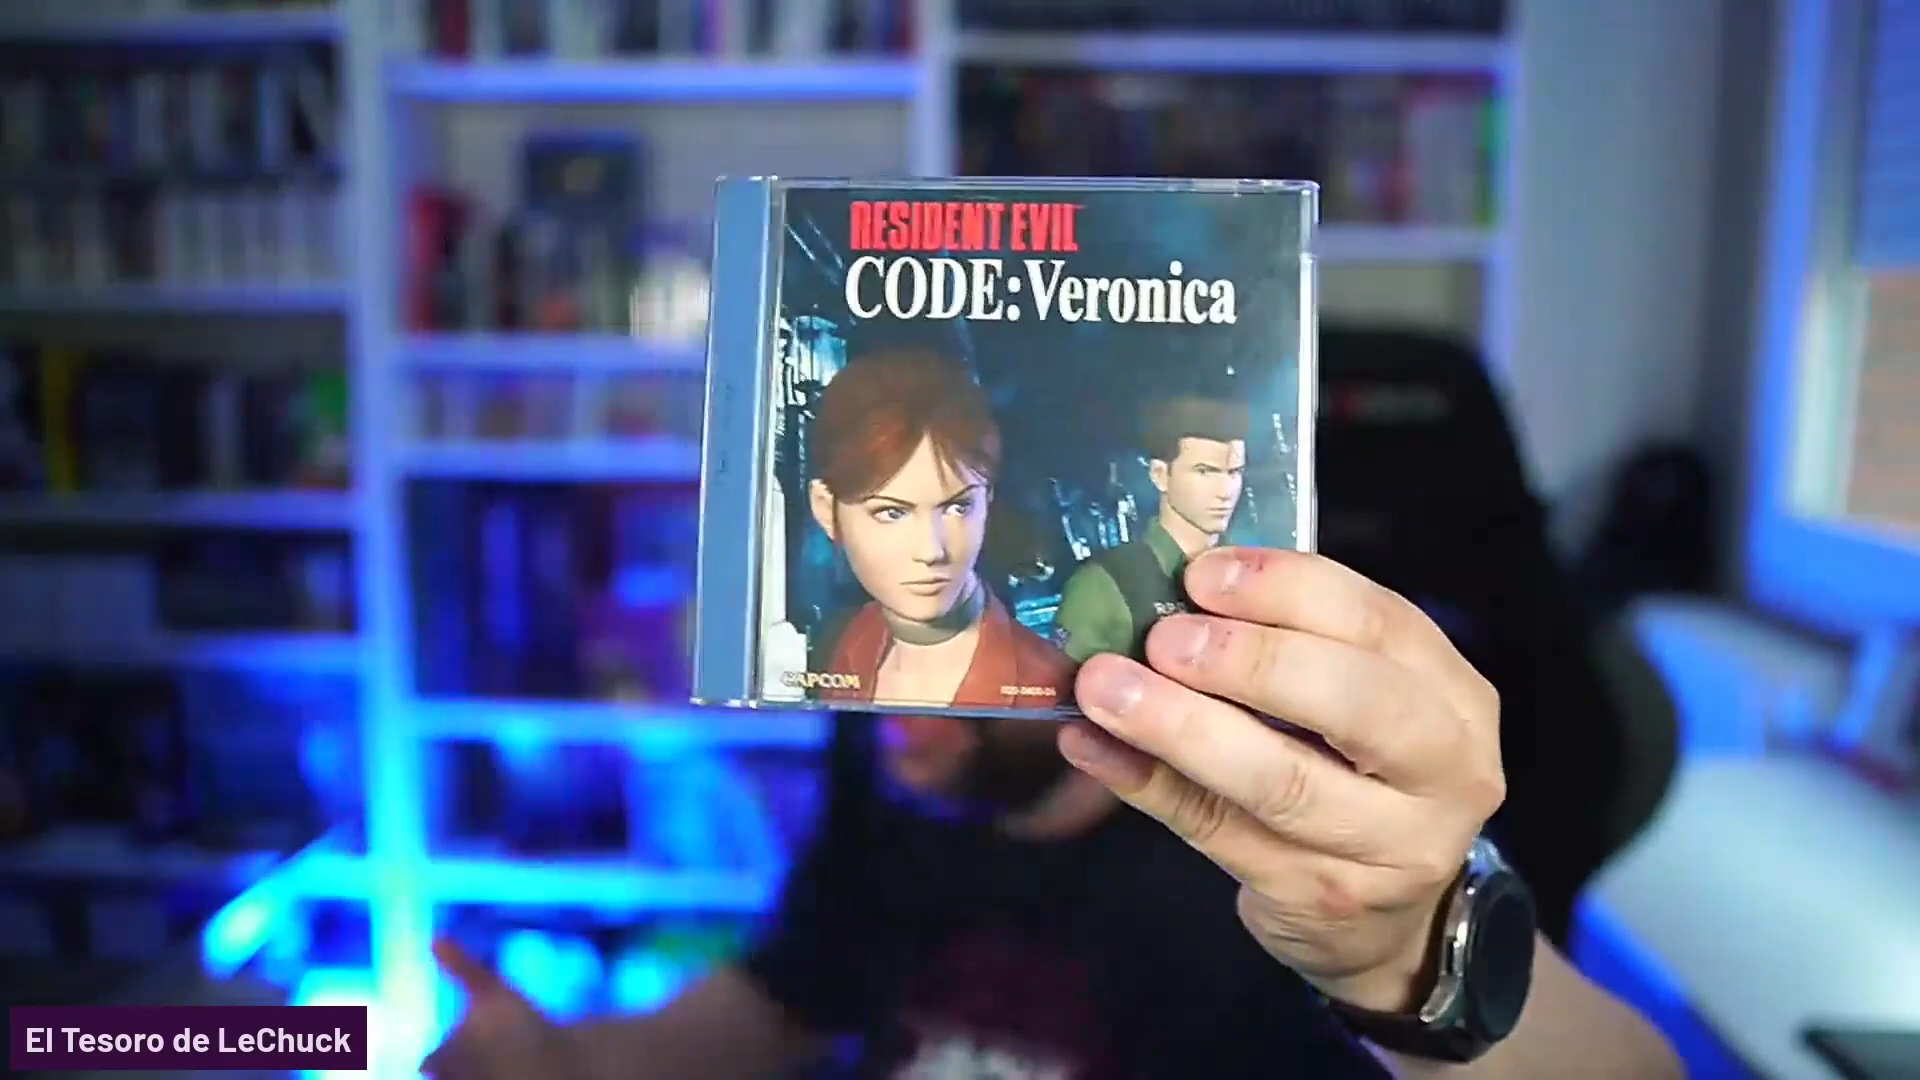 RESIDENT EVIL
CODE:Veronica
CAPCOM
El Tesoro de LeChuck